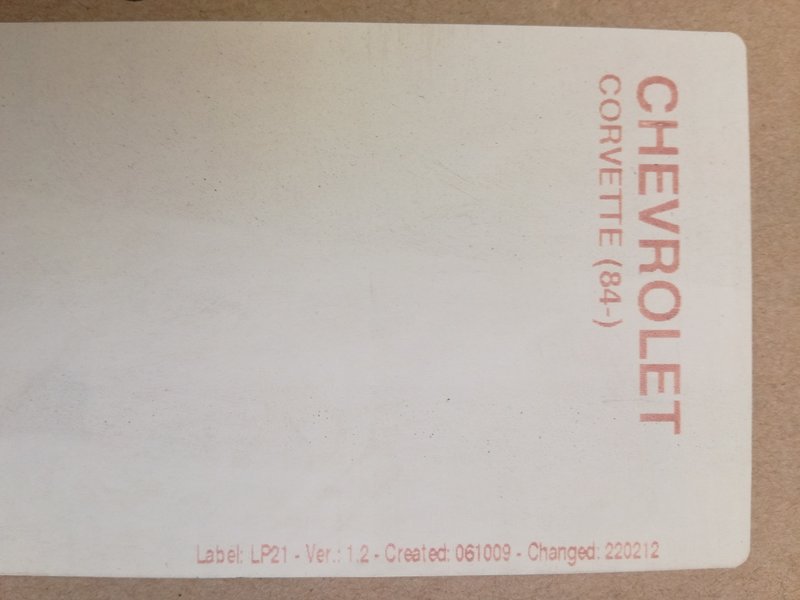 CHEVROLET
CORVETTE (84-)
Label: LP21 - Ver.: 1.2 - Created: 061009 - Changed: 220212